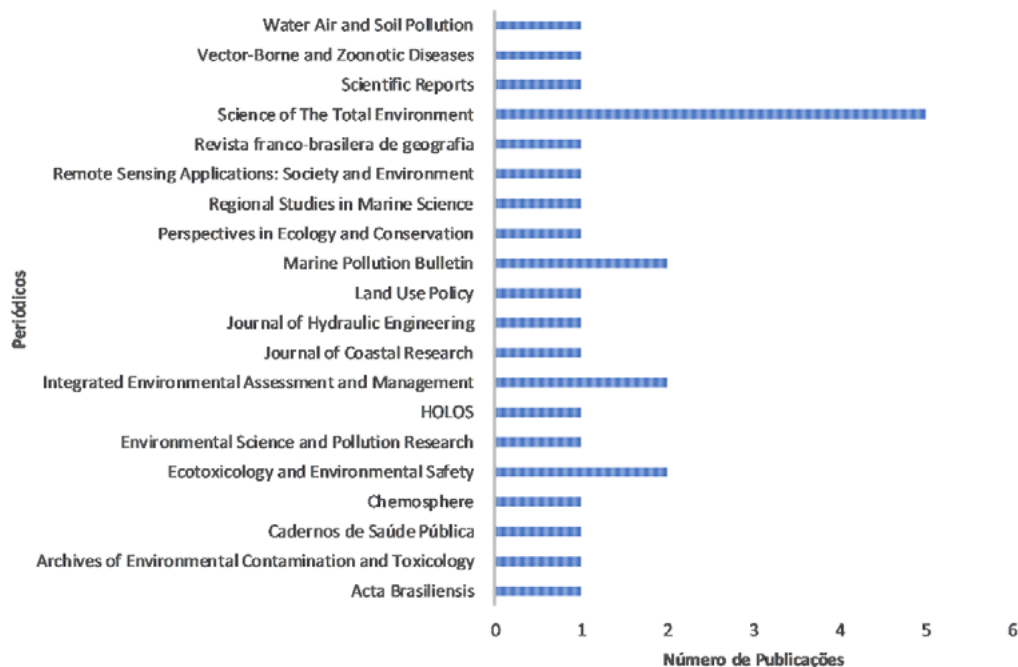 Water Air and Soil Pollution
Vector-Borne and Zoonotic Diseases
Scientific Reports
Science of The Total Environment
Revista franco-brasilera de geografia
Remote Sensing Applications: Society and Environment
Regional Studies in Marine Science
Perspectives in Ecology and Conservation
Marine Pollution Bulletin
Land Use Policy
Journal of Hydraulic Engineering
Journal of Coastal Research
Integrated Environmental Assessment and Management
HOLOS
Environmental Science and Pollution Research
Ecotoxicology and Environmental Safety
Chemosphere
Cadernos de Saúde Pública
Archives of Environmental Contamination and Toxicology
Acta Brasiliensis
Periódicos
0 1 2 3 4 5 6
Número de Publicações